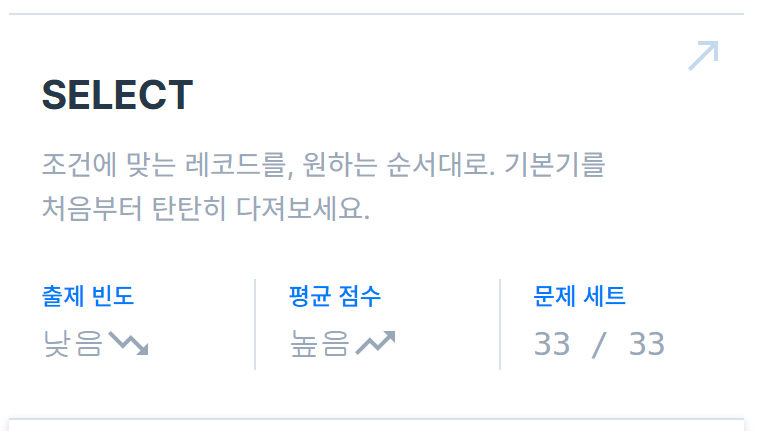 SELECT
조건에 맞는 레코드를, 원하는 순서대로. 기본기를
처음부터 탄탄히 다져보세요.
출제 빈도
낮음
평균 점수
높음
문제 세트
33 / 33